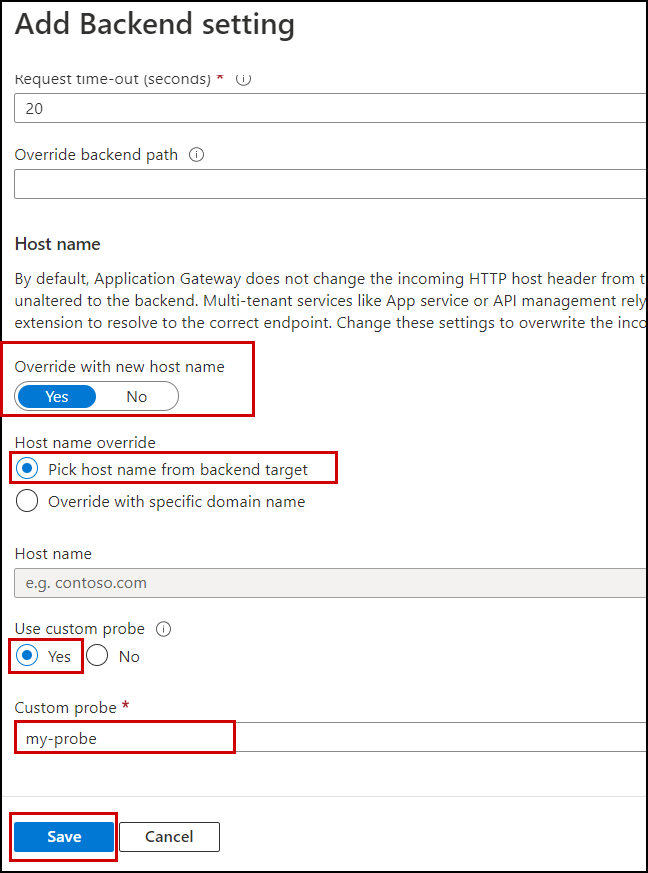 Add Backend setting
Request time-out (seconds) *
20
Override backend path
Host name
By default, Application Gateway does not change the incoming HTTP host header from t
unaltered to the backend. Multi-tenant services like App service or API management rely
extension to resolve to the correct endpoint. Change these settings to overwrite the inco
Override with new host name
Yes No
Host name override
Pick host name from backend target
Override with specific domain name
Host name
e.g. contoso.com
Use custom probe
Yes No
Custom probe *
my-probe
Save Cancel